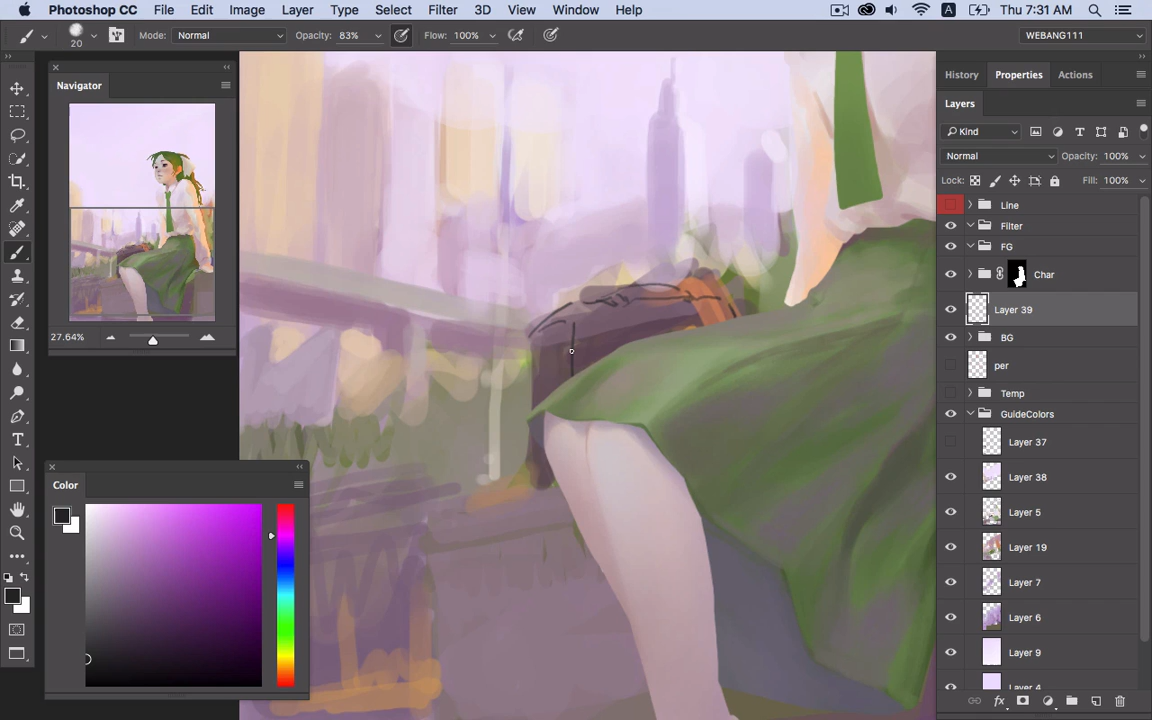 Photoshop CC File Edit Image Layer Type Select Filter 3D View Window Help A Thu 7:31 AM
20 Mode: Normal Opacity: 83% Flow: 100% WEBANG111
Navigator
27.64%
Color
History Properties Actions
Layers
Kind
Normal Opacity: 100%
Lock: Fill: 100%
LIne
Filter
FG
Char
Layer 39
BG
per
Temp
GuideColors
Layer 37
Layer 38
Layer 5
Layer 19
Layer 7
Layer 6
Layer 9
Layer 4